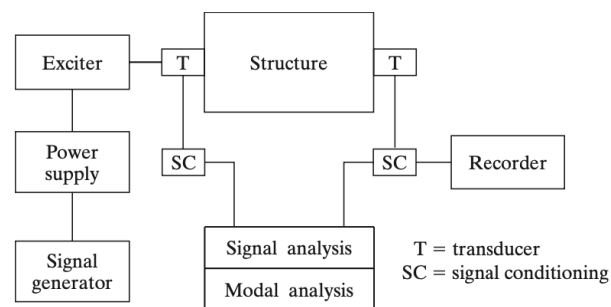 Exciter
T
Structure
T
Power
supply
SC
SC
Recorder
Signal
generator
Signal analysis
Modal analysis
T = transducer
SC = signal conditioning